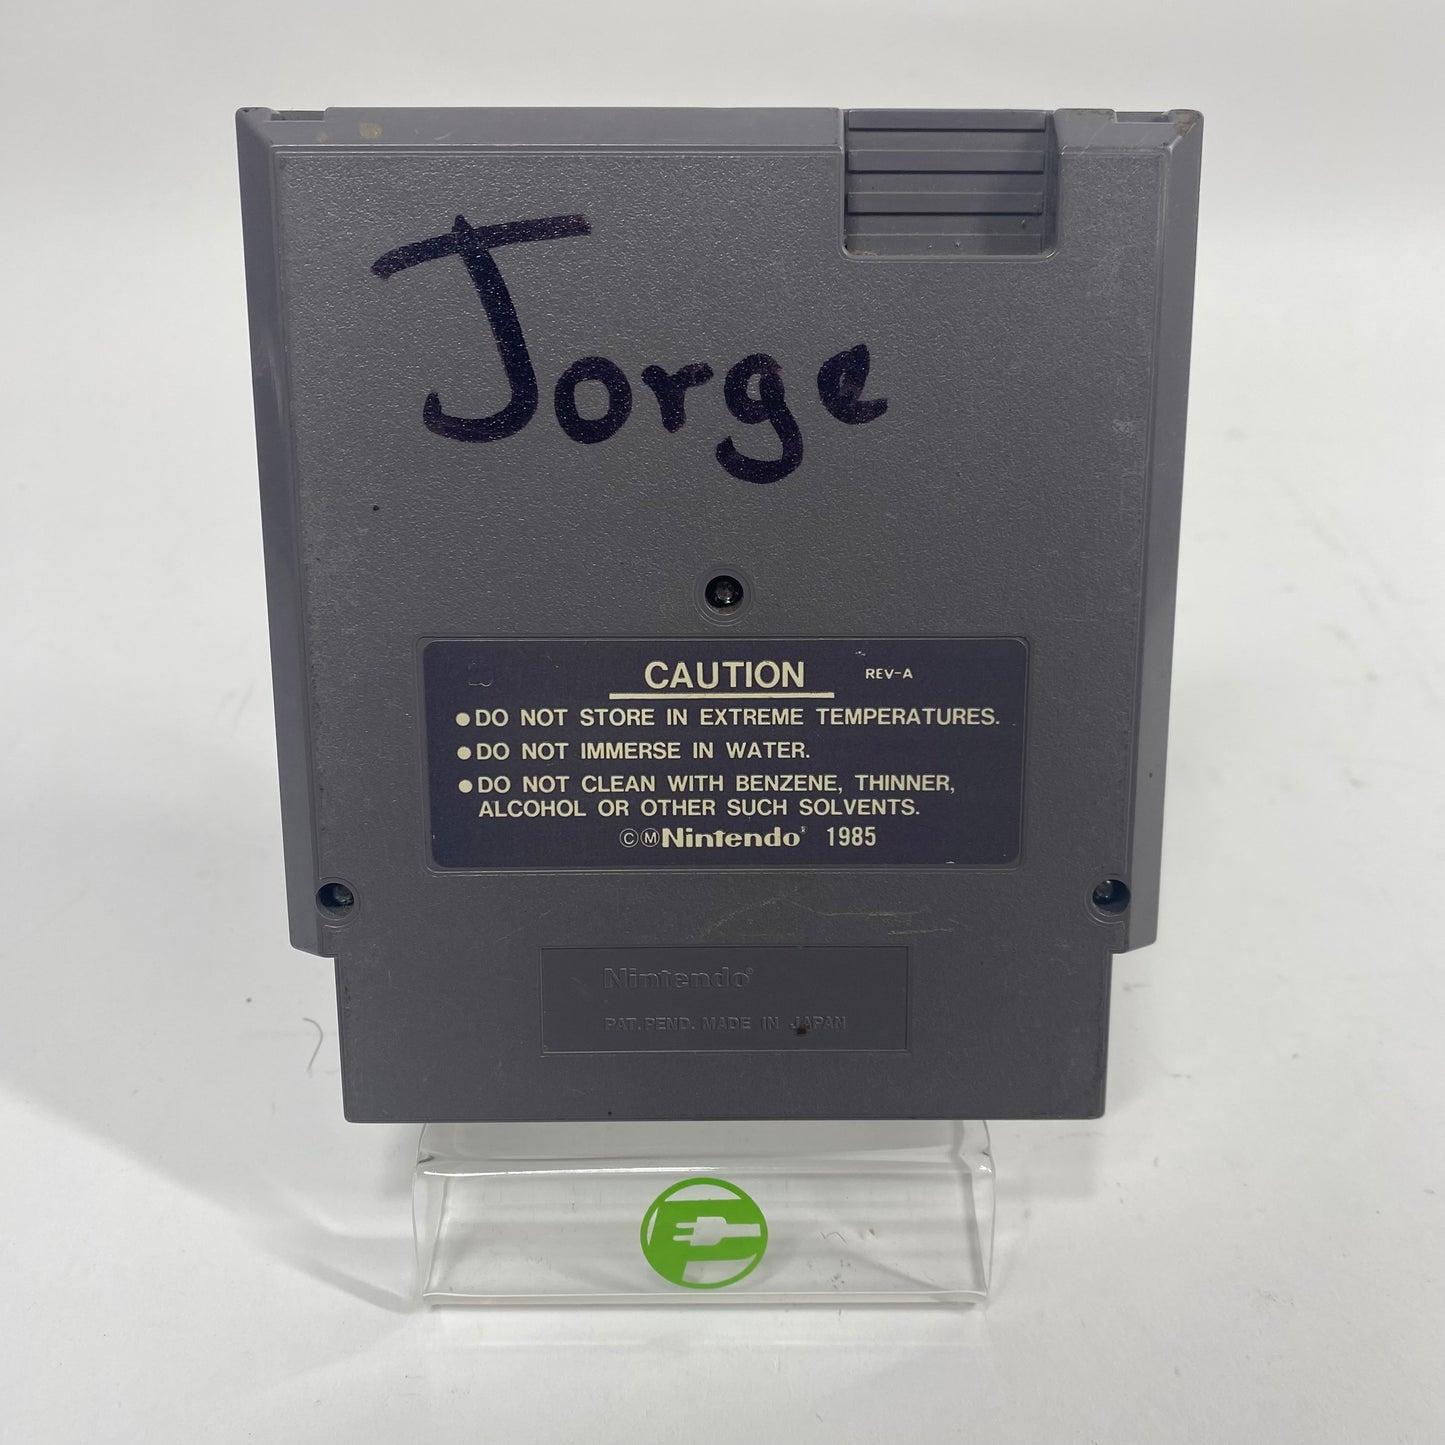 Jorge
CAUTION REV-A
●DO NOT STORE IN EXTREME TEMPERATURES.
●DO NOT IMMERSE IN WATER.
●DO NOT CLEAN WITH BENZENE, THINNER,
ALCOHOL OR OTHER SUCH SOLVENTS.
©ⓂNintendo® 1985
Nintendo®
PAT. PEND. MADE IN JAPAN